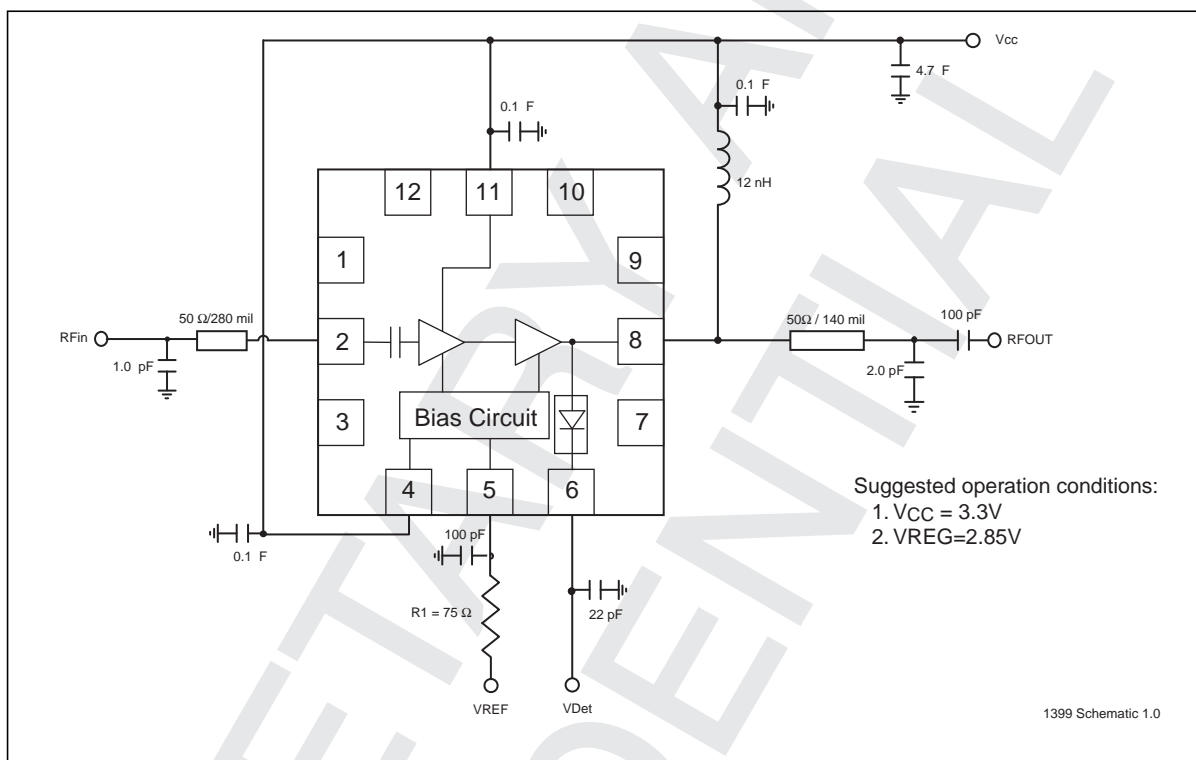 Vcc
4.7 F
0.1 F
0.1 F
12 nH
12
11
10
1
9
50 Ω/280 mil
50Ω / 140 mil
100 pF
RFin
2
8
RFOUT
1.0 pF
2.0 pF
3
Bias Circuit
7
4
5
6
Suggested operation conditions:
1. VCC = 3.3V
2. VREG=2.85V
0.1 F
100 pF
R1 = 75 Ω
22 pF
VREF
VDet
1399 Schematic 1.0